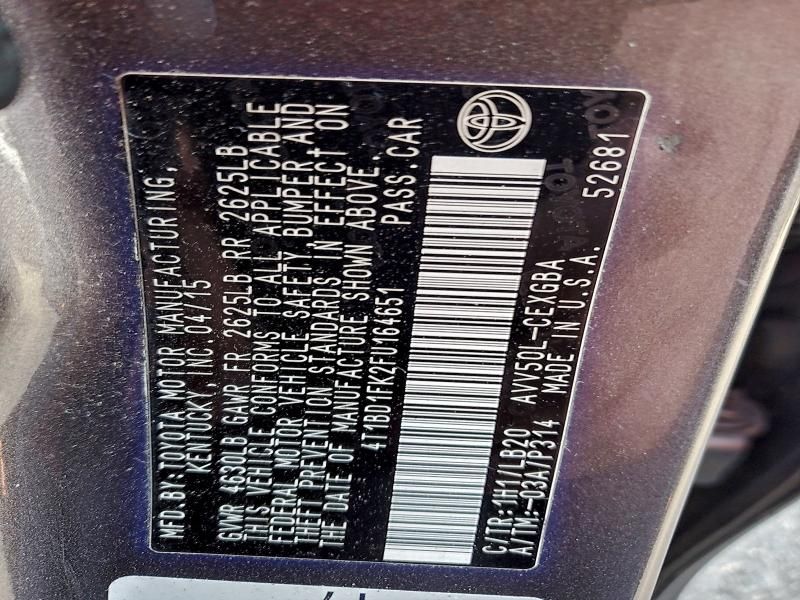 MFD. BY: TOYOTA MOTOR MANUFACTURING,
KENTUCKY, INC. 04/15
GVWR 4630LB GAWR FR 2625LB RR 2625LB
THIS VEHICLE CONFORMS TO ALL APPLICABLE
FEDERAL MOTOR VEHICLE SAFETY, BUMPER AND
THEFT PREVENTION STANDARDS IN EFFECT ON
THE DATE OF MANUFACTURE SHOWN ABOVE.
4T1BD1FK2FU164651 PASS.CAR
C/TR:1H1/LB20 AVV50L-CEXGBA
A/TM:-03A/P314 MADE IN U.S.A. 52681